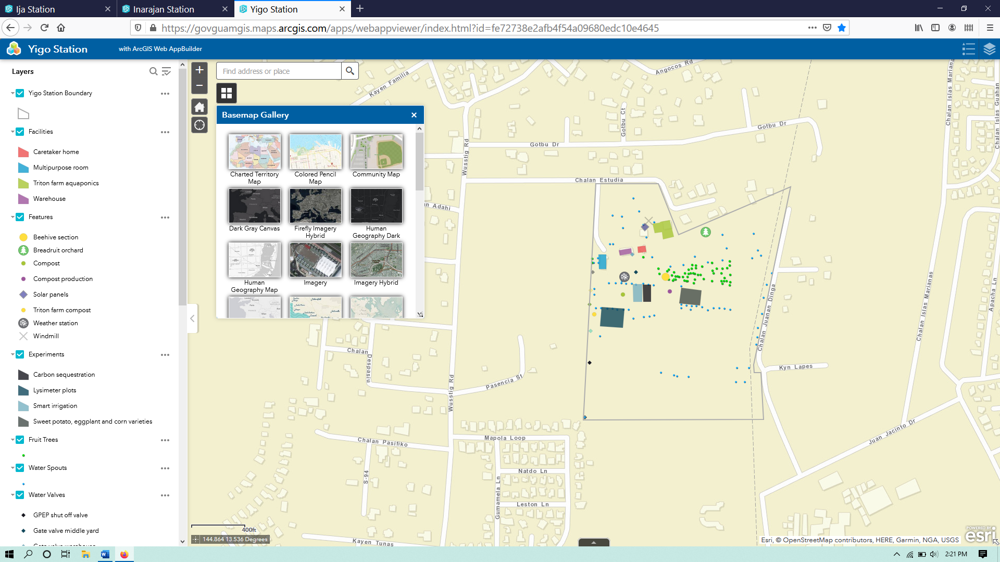 Ija Station
Inarajan Station
Yigo Station
https://govguamgis.maps.arcgis.com/apps/webappviewer/index.html?id=fe72738e2afb4f54a09680edc10e4645
Yigo Station
with ArcGIS Web AppBuilder
Layers
Yigo Station Boundary
Facilities
Caretaker home
Multipurpose room
Triton farm aquaponics
Warehouse
Features
Beehive section
Breadruit orchard
Compost
Compost production
Solar panels
Triton farm compost
Weather station
Windmill
Experiments
Carbon sequestration
Lysimeter plots
Smart irrigation
Sweet potato, eggplant and corn varieties
Fruit Trees
Water Spouts
Water Valves
GPEP shut off valve
Gate valve middle yard
Gate valve warehouse
Find address or place
Basemap Gallery
Charted Territory
Map
Colored Pencil
Map
Community Map
Dark Gray Canvas
Firefly Imagery
Hybrid
Human
Geography Dark
Human
Geography Map
Imagery
Imagery Hybrid
Kayen Familia
Angocos Rd
Gotbu Ct
Gotbu Dr
Gotbu Dr
Wusstig Rd
Chalan Estudia
an Adahi
Chalan Islas Marianas
Chalan Islas Guahan
Chalan Juanan Dinga
Chalan Islas Marianas
Apacha Ln
Chalan
Despasiu
Pasencia St
Wusstig Rd
Kyn Lapes
Juan Jacinto Dr
Chalan Pasifiko
Mapola Loop
S-94
Natdo Ln
Gumamela Ln
Leston Ln
Kayen Tunas
400ft
144.864 13.536 Degrees
Esri, © OpenStreetMap contributors, HERE, Garmin, NGA, USGS
POWERED BY
esri
2:21 PM